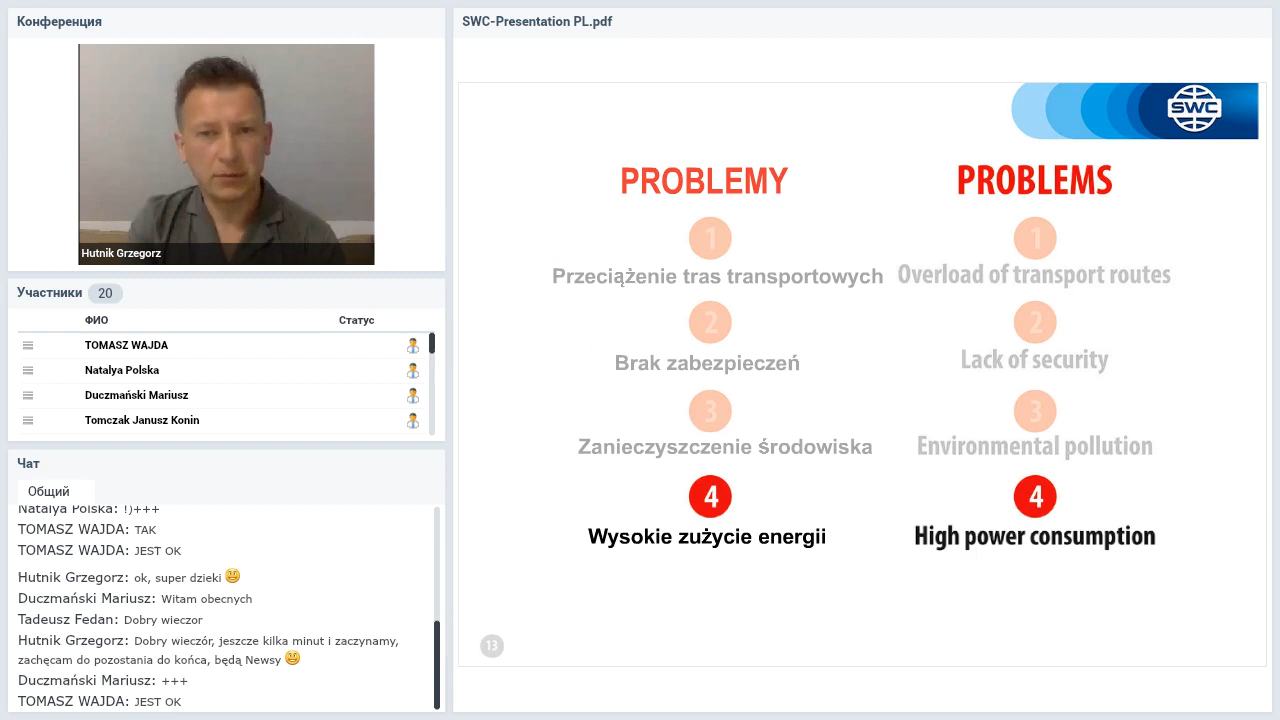 Конференция
Hutnik Grzegorz
Участники 20
ФИО Статус
TOMASZ WAJDA
Natalya Polska
Duczmański Mariusz
Tomczak Janusz Konin
Чат
Общий
Natalya Polska: !)+++
TOMASZ WAJDA: TAK
TOMASZ WAJDA: JEST OK
Hutnik Grzegorz: ok, super dzieki
Duczmański Mariusz: Witam obecnych
Tadeusz Fedan: Dobry wieczor
Hutnik Grzegorz: Dobry wieczór, jeszcze kilka minut i zaczynamy,
zachęcam do pozostania do końca, będą Newsy
Duczmański Mariusz: +++
TOMASZ WAJDA: JEST OK
SWC-Presentation PL.pdf
SWC
PROBLEMY
1
Przeciążenie tras transportowych
2
Brak zabezpieczeń
3
Zanieczyszczenie środowiska
4
Wysokie zużycie energii
PROBLEMS
1
Overload of transport routes
2
Lack of security
3
Environmental pollution
4
High power consumption
13